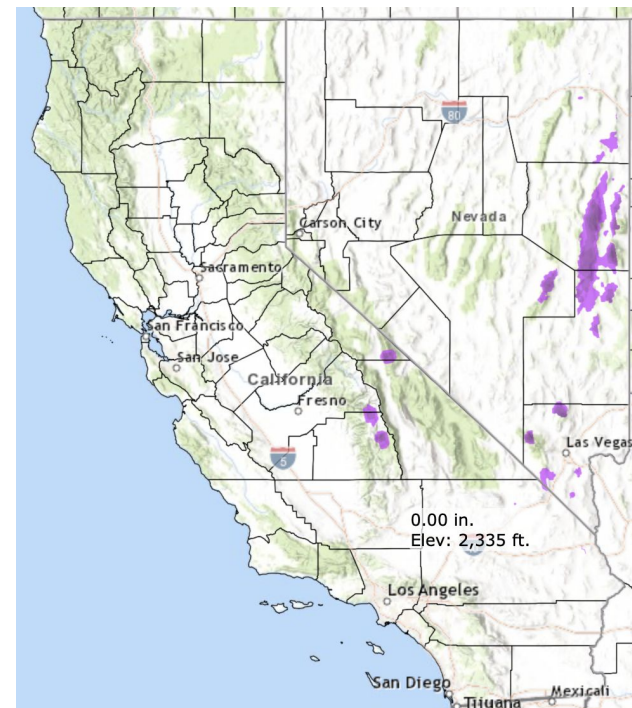 80
Carson City
Nevada
Sacramento
San Francisco
San Jose
California
Fresno
5
Las Vegas
0.00 in.
Elev: 2,335 ft.
Los Angeles
San Diego
Tijuana
Mexicali